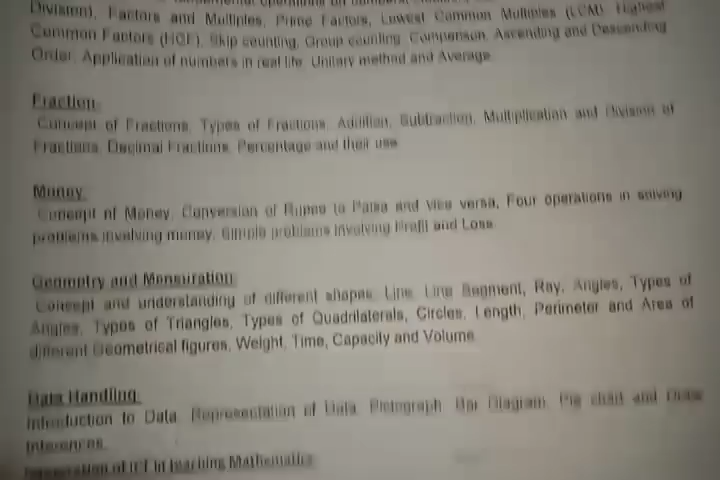 Division), Factors and Multiples, Prime Factors, Lowest Common Multiples (LCM), Highest
Common Factors (HCF), Skip counting, Group counting, Comparison, Ascending and Descending
Order, Application of numbers in real life, Unitary method and Average
Fraction
Concept of Fractions, Types of Fractions, Addition, Subtraction, Multiplication and Division of
Fractions, Decimal Fractions, Percentage and their use
Money
Concept of Money, Conversion of Rupee to Paisa and vice versa, Four operations in solving
problems involving money, Simple problems involving Profit and Loss
Geometry and Mensuration
Concept and understanding of different shapes, Line, Line Segment, Ray, Angles, Types of
Angles, Types of Triangles, Types of Quadrilaterals, Circles, Length, Perimeter and Area of
different Geometrical figures, Weight, Time, Capacity and Volume
Data Handling
Introduction to Data, Representation of Data, Pictograph, Bar Diagram, Pie chart and Draw
Inferences
Integration of ICT in teaching Mathematics